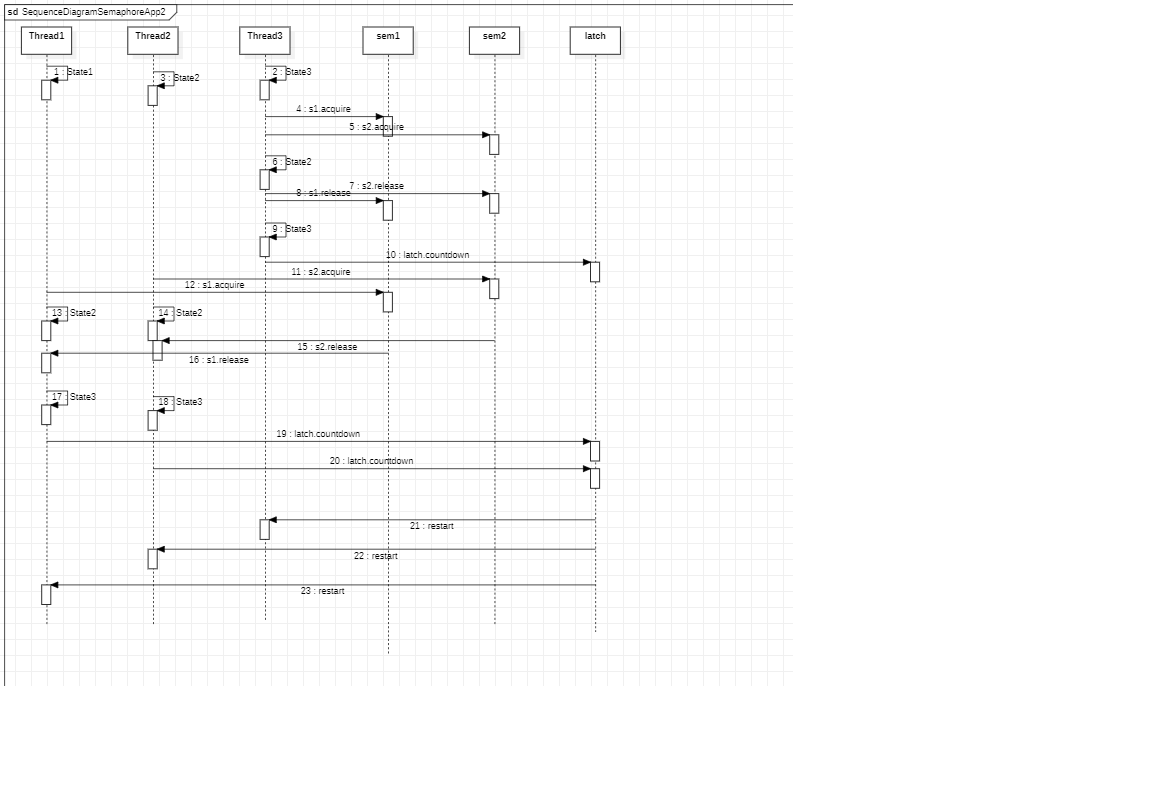 sd SequenceDiagramSemaphoreApp2
Thread1 Thread2 Thread3 sem1 sem2 latch
1 : State1 2 : State3
3 : State2
4 : s1.acquire
5 : s2.acquire
6 : State2
7 : s2.release
8 : s1.release
9 : State3
10 : latch.countdown
11 : s2.acquire
12 : s1.acquire
13 : State2 14 : State2
15 : s2.release
16 : s1.release
17 : State3
18 : State3
19 : latch.countdown
20 : latch.countdown
21 : restart
22 : restart
23 : restart